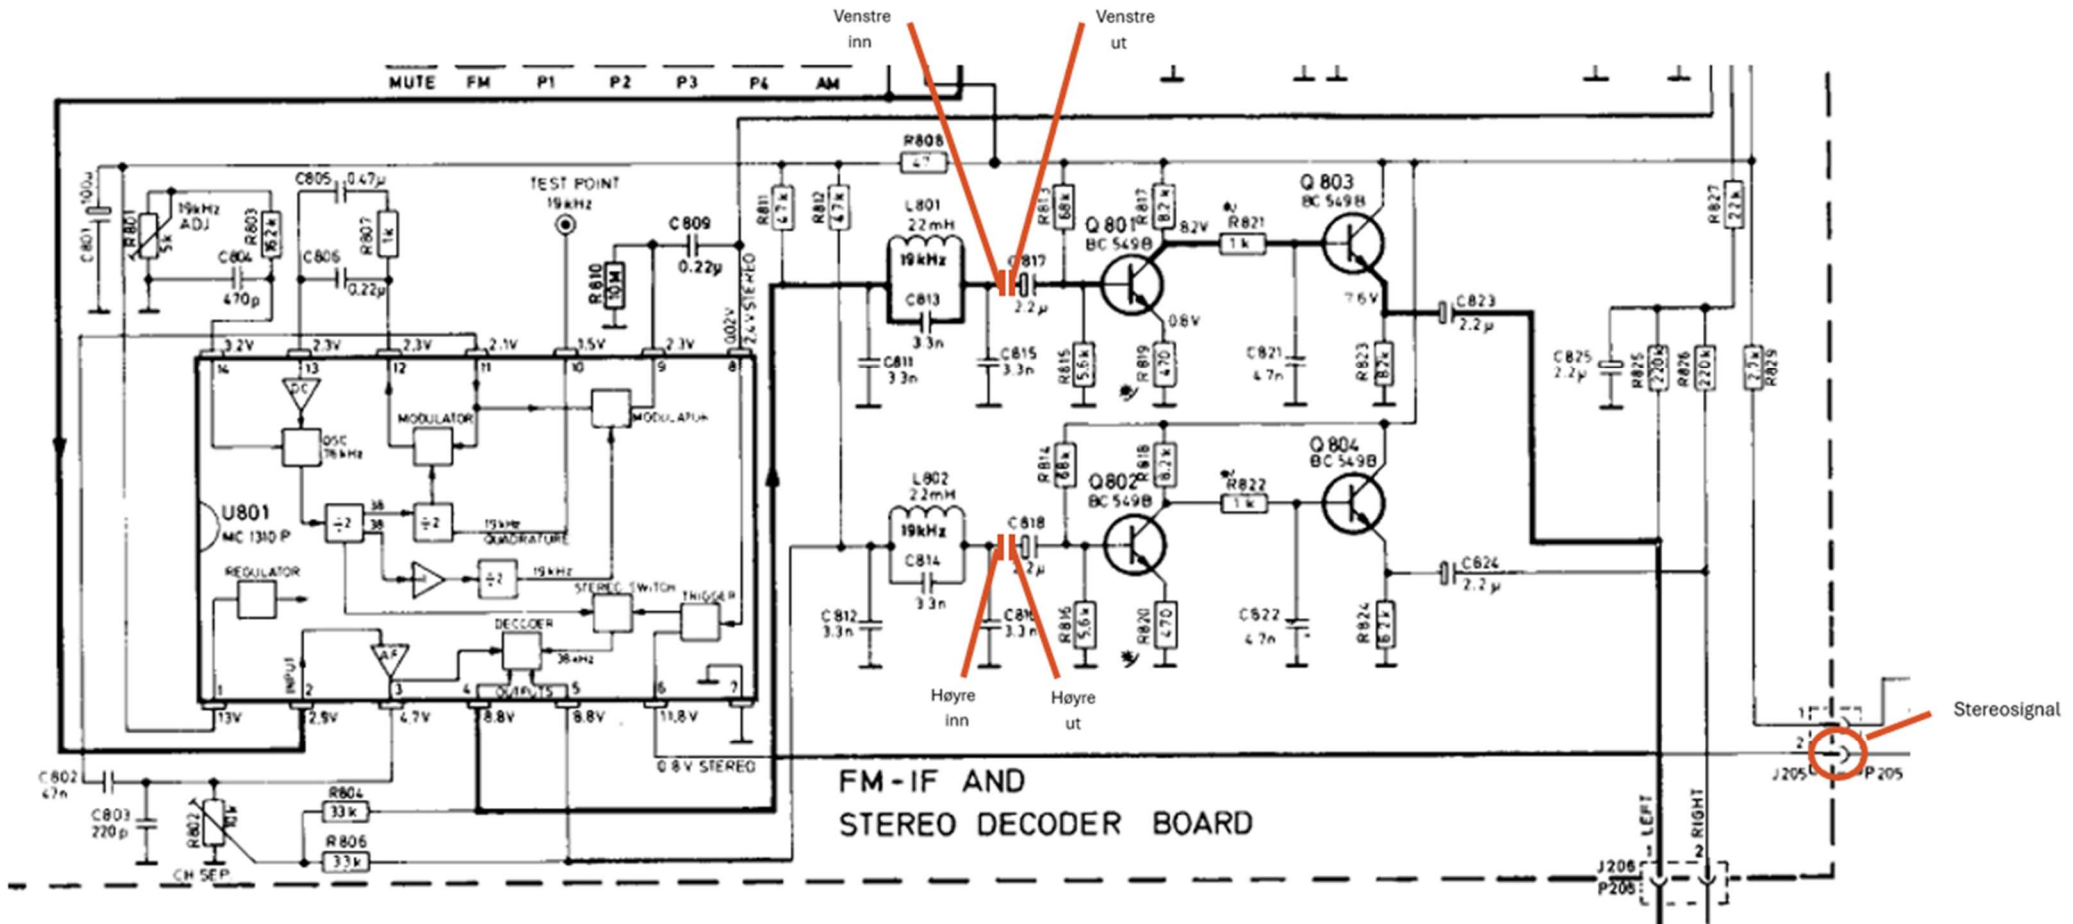 Venstre
inn
Venstre
ut
MUTE FM P1 P2 P3 P4 AM
R808
47
C801
100µ
R801
5k
19kHz
ADJ
R803
16.2k
C804
470p
C805
0.47µ
R807
1k
C806
0.22µ
TEST POINT
19kHz
R810
10M
C809
0.22µ
0.02V
2,4V STEREO
R811
4.7k
R812
4.7k
L801
22mH
19kHz
C813
3.3n
C811
3.3n
C815
3.3n
C817
2.2µ
R813
68k
R815
5.6k
Q801
BC 549B
R817
8.2k
8.2V
0.8V
R819
470
R821
1k
C821
4.7n
Q803
BC 549B
7.6V
R823
8.2k
C823
2.2µ
R827
22k
C825
2.2µ
R825
220k
R826
220k
R829
2.7k
3.2V 2.3V 2.3V 2.1V 3.5V 2.3V
14 13 12 11 10 9 8
DC
OSC
76kHz
MODULATOR
MODULATOR
÷2
38
38
÷2
19kHz
QUADRATURE
÷2
19kHz
U801
MC 1310 P
REGULATOR
STEREO SWITCH
TRIGGER
DECODER
38kHz
INPUT
AF
OUTPUTS
1 2 3 4 5 6 7
13V 2,9V 4,7V 8.8V 8.8V 11,8V
0.8V STEREO
L802
22mH
19kHz
C814
3.3n
C812
3.3n
C816
3.3n
C818
2.2µ
R814
68k
R816
5.6k
Q802
BC 549B
R818
8.2k
R820
470
R822
1k
C822
4.7n
Q804
BC 549B
R824
8.2k
C824
2.2µ
Høyre
inn
Høyre
ut
C802
47n
C803
220p
R802
10k
CH SEP
R804
33k
R806
33k
FM-IF AND
STEREO DECODER BOARD
1
2
J205
P205
Stereosignal
LEFT
RIGHT
1
2
J206
P206